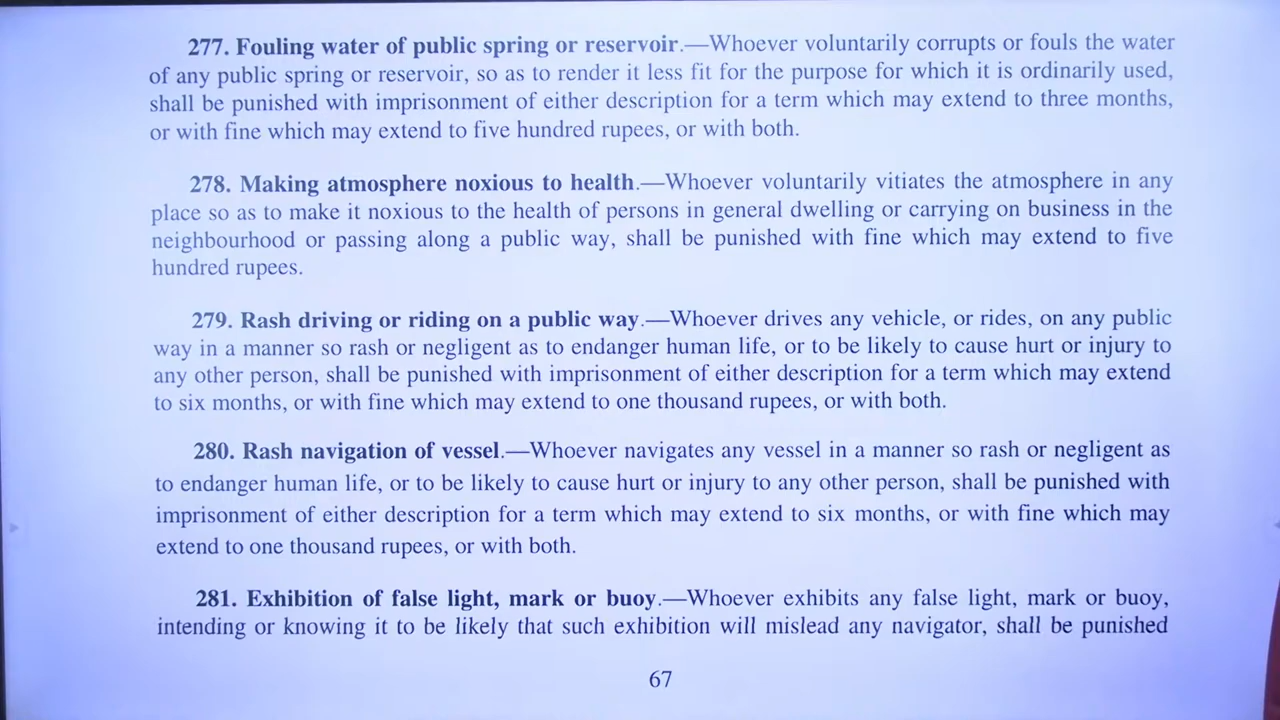 277. Fouling water of public spring or reservoir.—Whoever voluntarily corrupts or fouls the water
of any public spring or reservoir, so as to render it less fit for the purpose for which it is ordinarily used,
shall be punished with imprisonment of either description for a term which may extend to three months,
or with fine which may extend to five hundred rupees, or with both.
278. Making atmosphere noxious to health.—Whoever voluntarily vitiates the atmosphere in any
place so as to make it noxious to the health of persons in general dwelling or carrying on business in the
neighbourhood or passing along a public way, shall be punished with fine which may extend to five
hundred rupees.
279. Rash driving or riding on a public way.—Whoever drives any vehicle, or rides, on any public
way in a manner so rash or negligent as to endanger human life, or to be likely to cause hurt or injury to
any other person, shall be punished with imprisonment of either description for a term which may extend
to six months, or with fine which may extend to one thousand rupees, or with both.
280. Rash navigation of vessel.—Whoever navigates any vessel in a manner so rash or negligent as
to endanger human life, or to be likely to cause hurt or injury to any other person, shall be punished with
imprisonment of either description for a term which may extend to six months, or with fine which may
extend to one thousand rupees, or with both.
281. Exhibition of false light, mark or buoy.—Whoever exhibits any false light, mark or buoy,
intending or knowing it to be likely that such exhibition will mislead any navigator, shall be punished
67